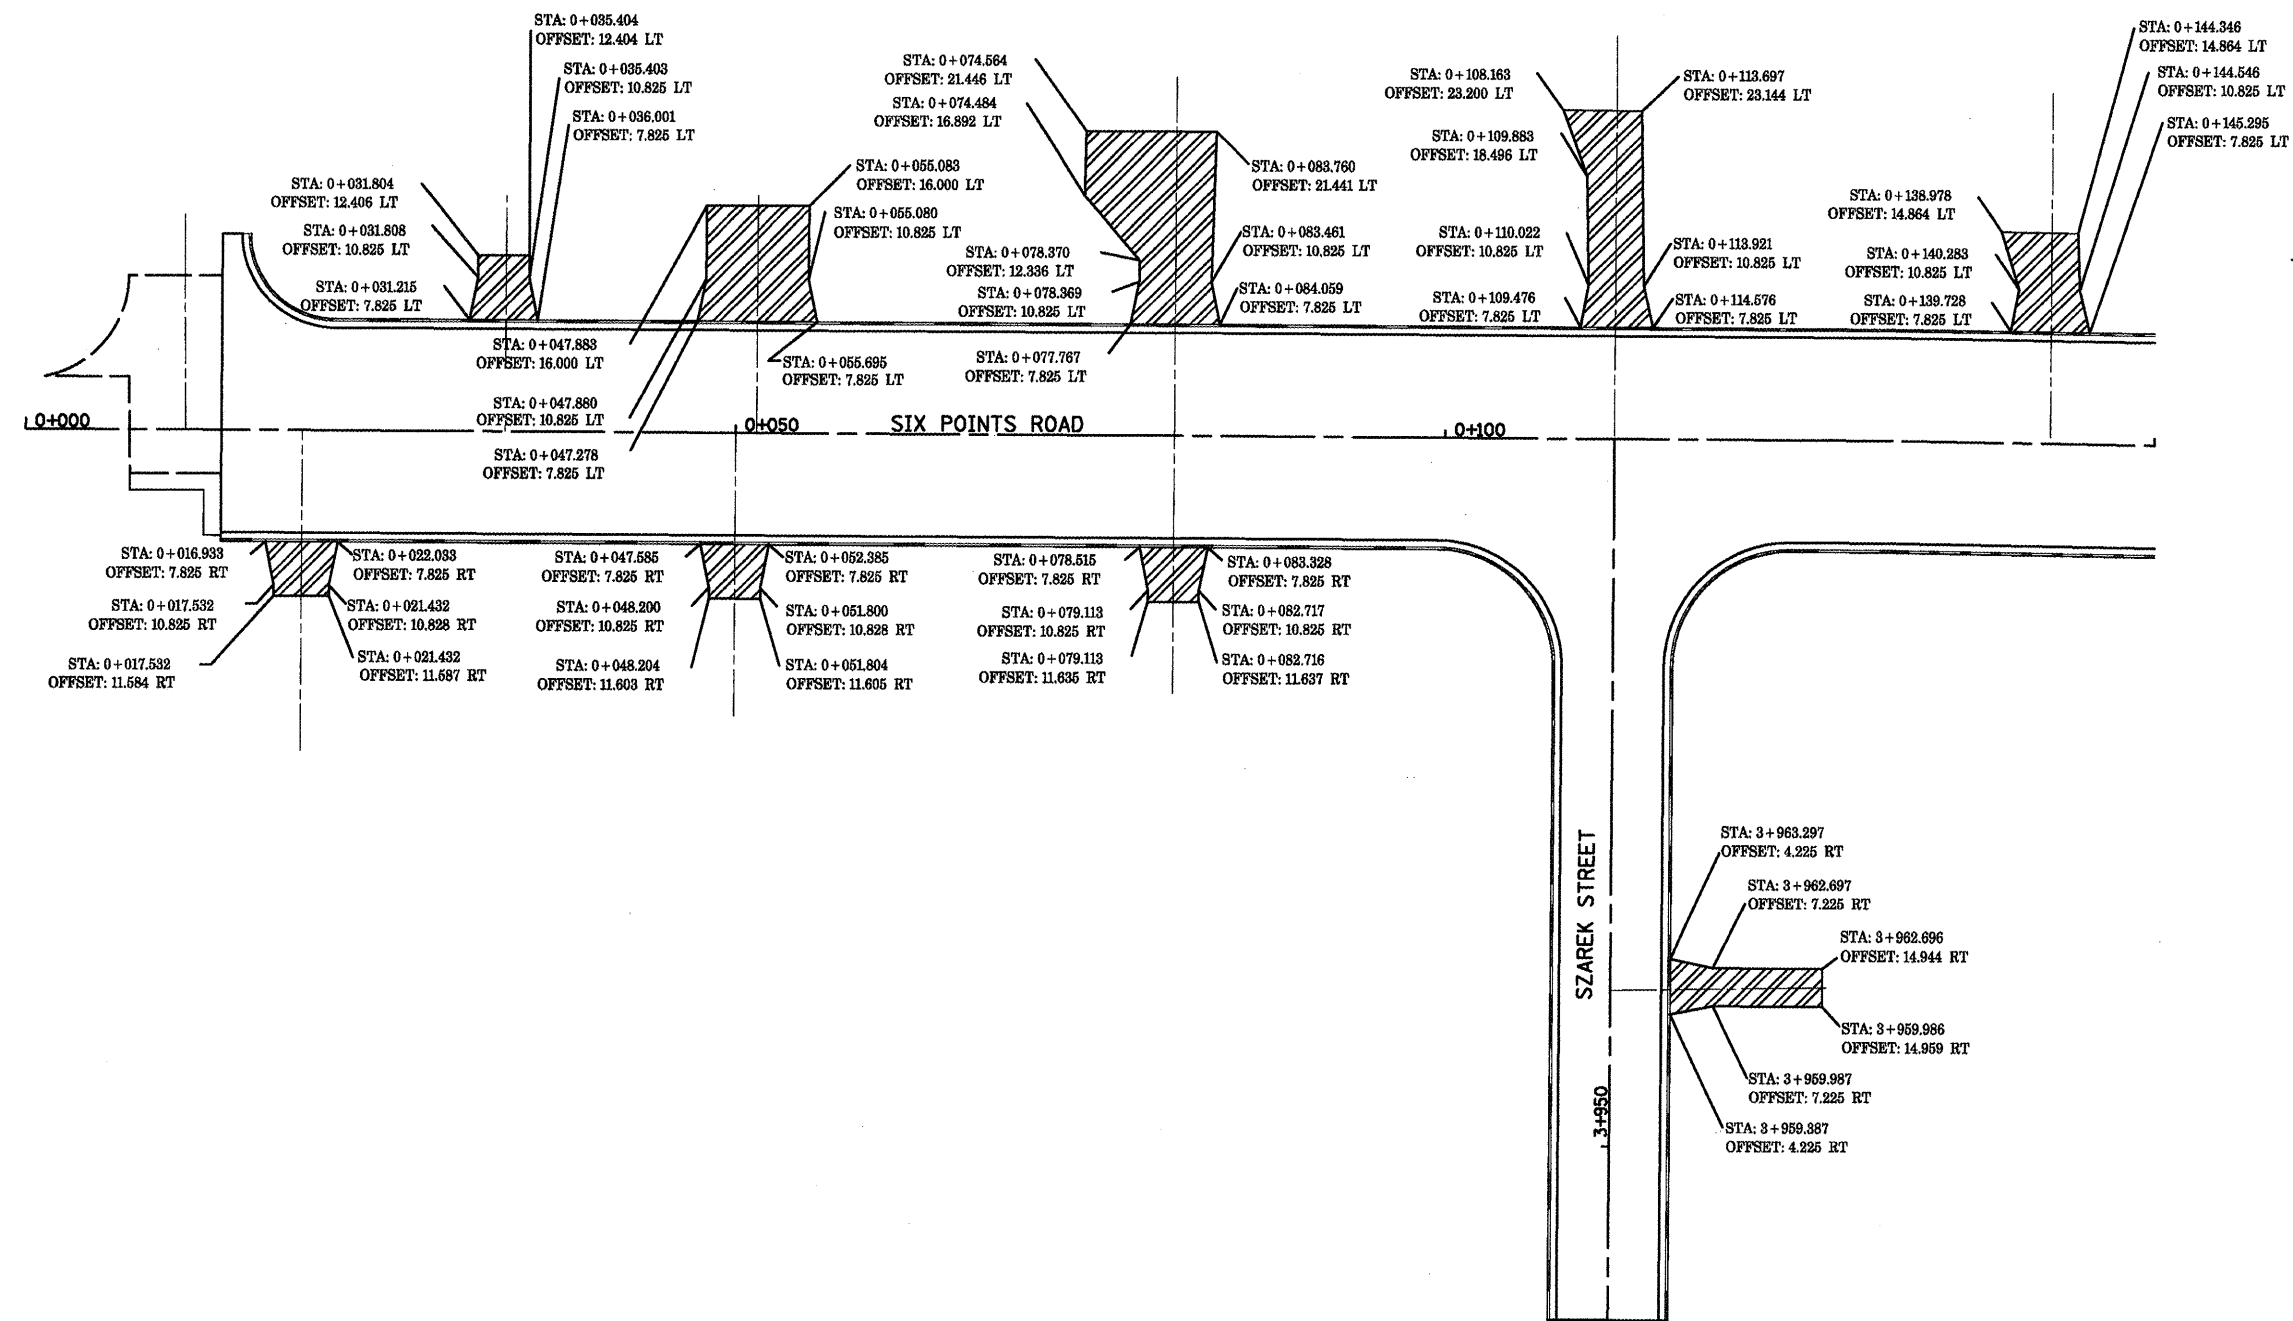 STA: 0+035.404
OFFSET: 12.404 LT
STA: 0+035.403
OFFSET: 10.825 LT
STA: 0+036.001
OFFSET: 7.825 LT
STA: 0+031.804
OFFSET: 12.406 LT
STA: 0+031.808
OFFSET: 10.825 LT
STA: 0+031.215
OFFSET: 7.825 LT
STA: 0+055.083
OFFSET: 16.000 LT
STA: 0+055.080
OFFSET: 10.825 LT
STA: 0+047.883
OFFSET: 16.000 LT
STA: 0+055.695
OFFSET: 7.825 LT
STA: 0+047.880
OFFSET: 10.825 LT
STA: 0+047.278
OFFSET: 7.825 LT
STA: 0+074.564
OFFSET: 21.446 LT
STA: 0+074.484
OFFSET: 16.892 LT
STA: 0+083.760
OFFSET: 21.441 LT
STA: 0+078.370
OFFSET: 12.336 LT
STA: 0+078.369
OFFSET: 10.825 LT
STA: 0+083.461
OFFSET: 10.825 LT
STA: 0+084.059
OFFSET: 7.825 LT
STA: 0+077.767
OFFSET: 7.825 LT
STA: 0+108.163
OFFSET: 23.200 LT
STA: 0+113.697
OFFSET: 23.144 LT
STA: 0+109.883
OFFSET: 18.496 LT
STA: 0+110.022
OFFSET: 10.825 LT
STA: 0+113.921
OFFSET: 10.825 LT
STA: 0+109.476
OFFSET: 7.825 LT
STA: 0+114.576
OFFSET: 7.825 LT
STA: 0+144.346
OFFSET: 14.864 LT
STA: 0+144.546
OFFSET: 10.825 LT
STA: 0+145.295
OFFSET: 7.825 LT
STA: 0+138.978
OFFSET: 14.864 LT
STA: 0+140.283
OFFSET: 10.825 LT
STA: 0+139.728
OFFSET: 7.825 LT
0+000
0+050
SIX POINTS ROAD
0+100
STA: 0+016.933
OFFSET: 7.825 RT
STA: 0+022.033
OFFSET: 7.825 RT
STA: 0+017.532
OFFSET: 10.825 RT
STA: 0+021.432
OFFSET: 10.828 RT
STA: 0+017.532
OFFSET: 11.584 RT
STA: 0+021.432
OFFSET: 11.587 RT
STA: 0+047.585
OFFSET: 7.825 RT
STA: 0+052.385
OFFSET: 7.825 RT
STA: 0+048.200
OFFSET: 10.825 RT
STA: 0+051.800
OFFSET: 10.828 RT
STA: 0+048.204
OFFSET: 11.603 RT
STA: 0+051.804
OFFSET: 11.605 RT
STA: 0+078.515
OFFSET: 7.825 RT
STA: 0+083.328
OFFSET: 7.825 RT
STA: 0+079.113
OFFSET: 10.825 RT
STA: 0+082.717
OFFSET: 10.825 RT
STA: 0+079.113
OFFSET: 11.635 RT
STA: 0+082.716
OFFSET: 11.637 RT
SZAREK STREET
3+950
STA: 3+963.297
OFFSET: 4.225 RT
STA: 3+962.697
OFFSET: 7.225 RT
STA: 3+962.696
OFFSET: 14.944 RT
STA: 3+959.986
OFFSET: 14.959 RT
STA: 3+959.987
OFFSET: 7.225 RT
STA: 3+959.387
OFFSET: 4.225 RT